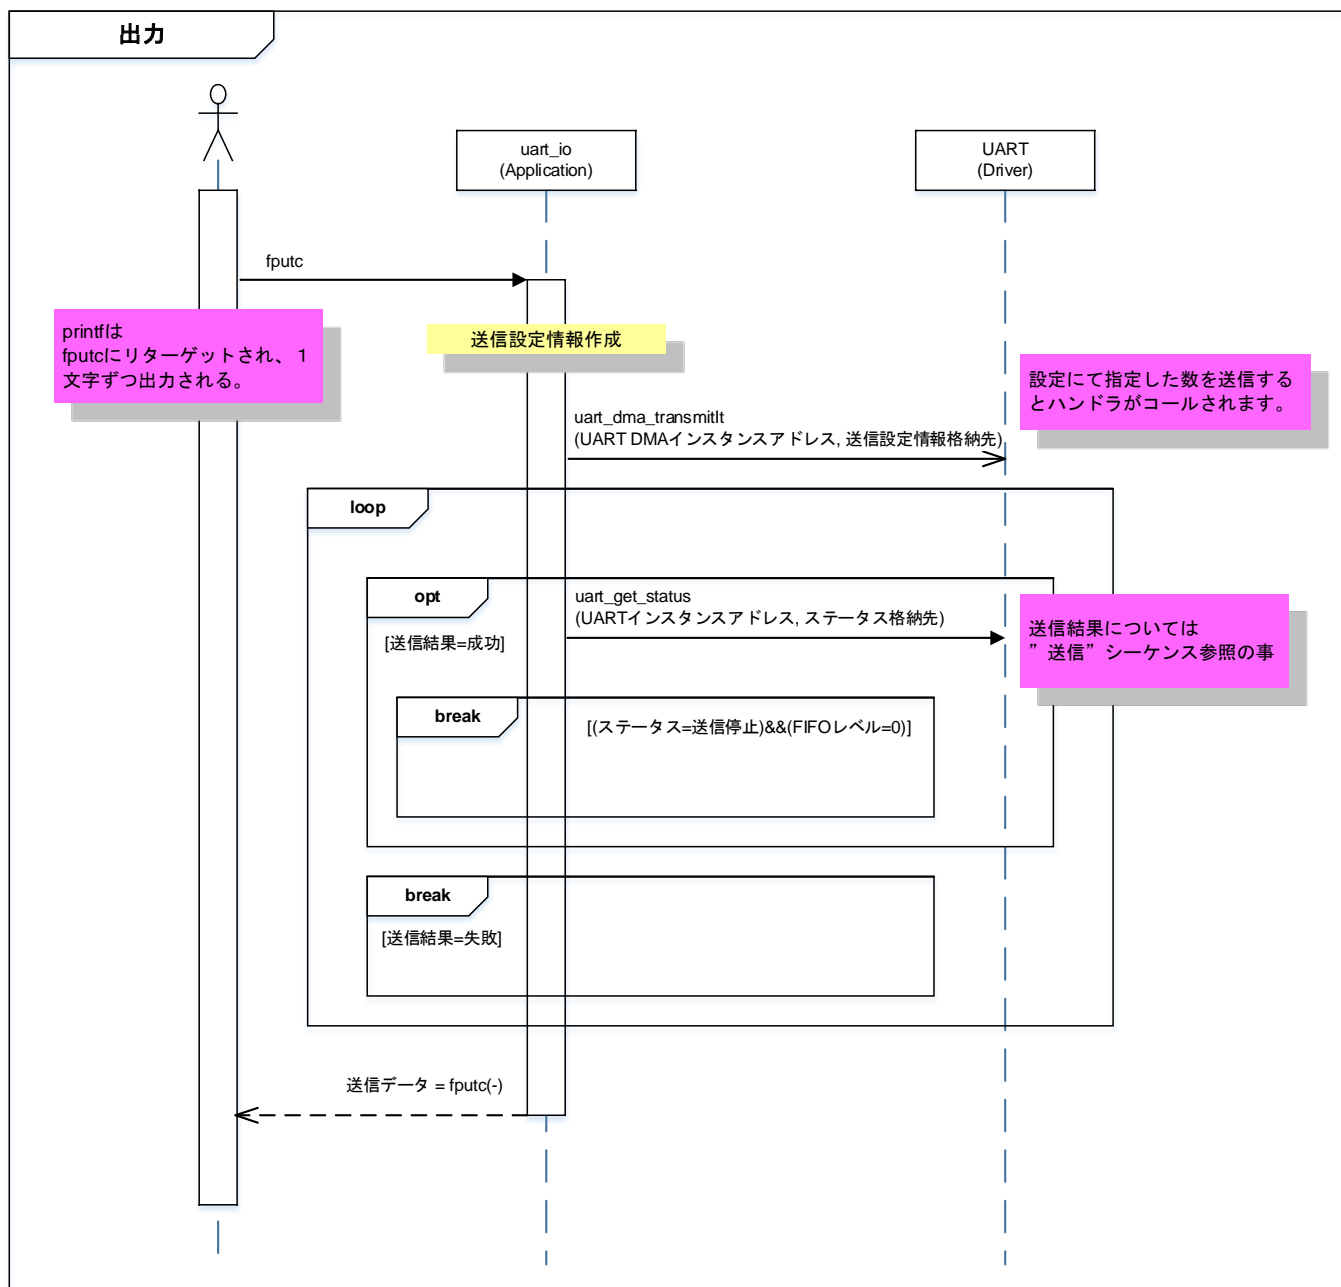 出力
uart_io
(Application)
UART
(Driver)
fputc
printfは
fputcにリターゲットされ、１
文字ずつ出力される。
送信設定情報作成
設定にて指定した数を送信する
とハンドラがコールされます。
uart_dma_transmitIt
(UART DMAインスタンスアドレス, 送信設定情報格納先)
loop
opt
uart_get_status
(UARTインスタンスアドレス, ステータス格納先)
[送信結果=成功]
送信結果については
”送信”シーケンス参照の事
break
[(ステータス=送信停止)&&(FIFOレベル=0)]
break
[送信結果=失敗]
送信データ = fputc(-)